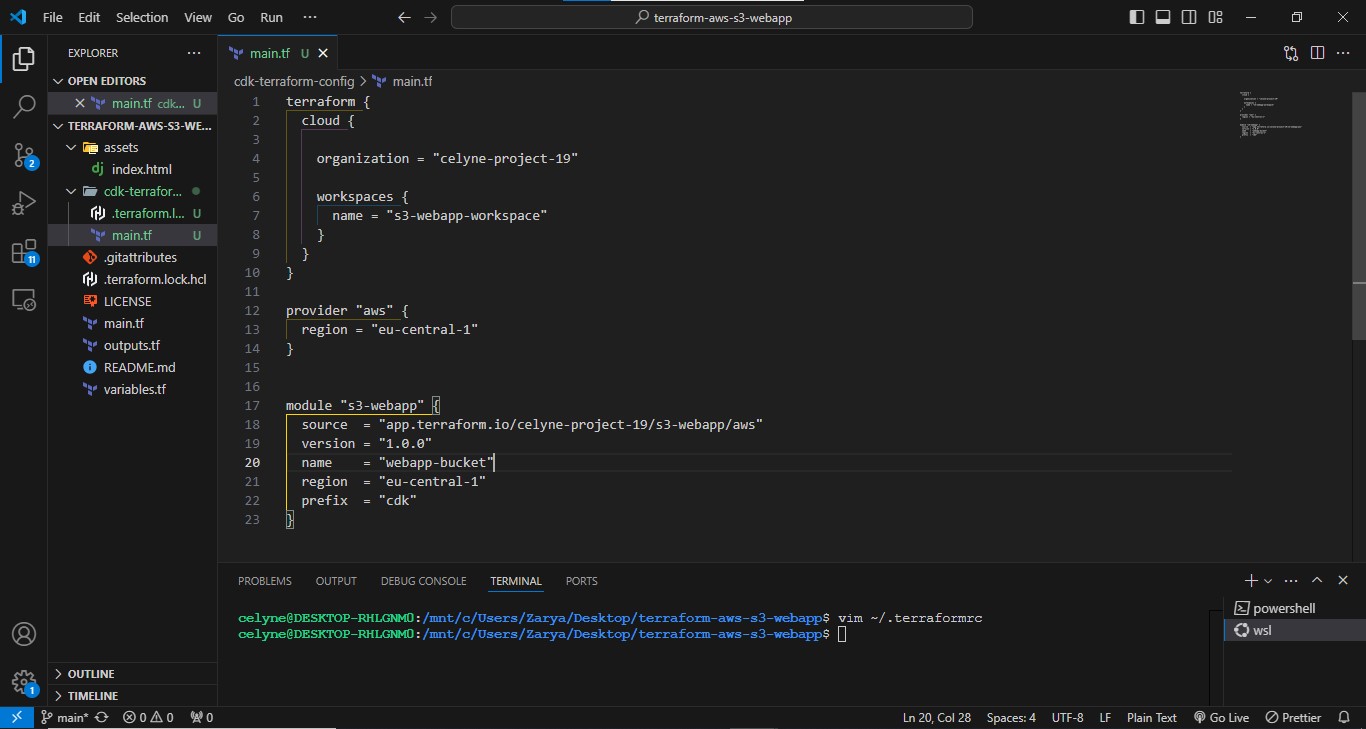 File Edit Selection View Go Run ··· terraform-aws-s3-webapp
EXPLORER ···
OPEN EDITORS
main.tf cdk... U
TERRAFORM-AWS-S3-WE...
assets
index.html
cdk-terrafor...
.terraform.l... U
main.tf U
.gitattributes
.terraform.lock.hcl
LICENSE
main.tf
outputs.tf
README.md
variables.tf
OUTLINE
TIMELINE
2
11
1
main.tf U
cdk-terraform-config > main.tf
1 terraform {
2 cloud {
3
4 organization = "celyne-project-19"
5
6 workspaces {
7 name = "s3-webapp-workspace"
8 }
9 }
10 }
11
12 provider "aws" {
13 region = "eu-central-1"
14 }
15
16
17 module "s3-webapp" {
18 source = "app.terraform.io/celyne-project-19/s3-webapp/aws"
19 version = "1.0.0"
20 name = "webapp-bucket"
21 region = "eu-central-1"
22 prefix = "cdk"
23 }
PROBLEMS OUTPUT DEBUG CONSOLE TERMINAL PORTS
celyne@DESKTOP-RHLGNM0:/mnt/c/Users/Zarya/Desktop/terraform-aws-s3-webapp$ vim ~/.terraformrc
celyne@DESKTOP-RHLGNM0:/mnt/c/Users/Zarya/Desktop/terraform-aws-s3-webapp$
powershell
wsl
main* 0 0 0 Ln 20, Col 28 Spaces: 4 UTF-8 LF Plain Text Go Live Prettier